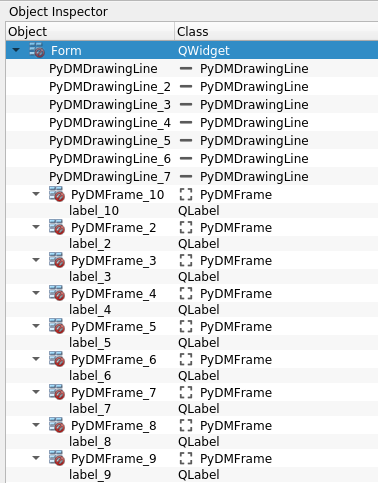 Object Inspector
Object Class
Form QWidget
PyDMDrawingLine PyDMDrawingLine
PyDMDrawingLine_2 PyDMDrawingLine
PyDMDrawingLine_3 PyDMDrawingLine
PyDMDrawingLine_4 PyDMDrawingLine
PyDMDrawingLine_5 PyDMDrawingLine
PyDMDrawingLine_6 PyDMDrawingLine
PyDMDrawingLine_7 PyDMDrawingLine
PyDMFrame_10 PyDMFrame
label_10 QLabel
PyDMFrame_2 PyDMFrame
label_2 QLabel
PyDMFrame_3 PyDMFrame
label_3 QLabel
PyDMFrame_4 PyDMFrame
label_4 QLabel
PyDMFrame_5 PyDMFrame
label_5 QLabel
PyDMFrame_6 PyDMFrame
label_6 QLabel
PyDMFrame_7 PyDMFrame
label_7 QLabel
PyDMFrame_8 PyDMFrame
label_8 QLabel
PyDMFrame_9 PyDMFrame
label_9 QLabel